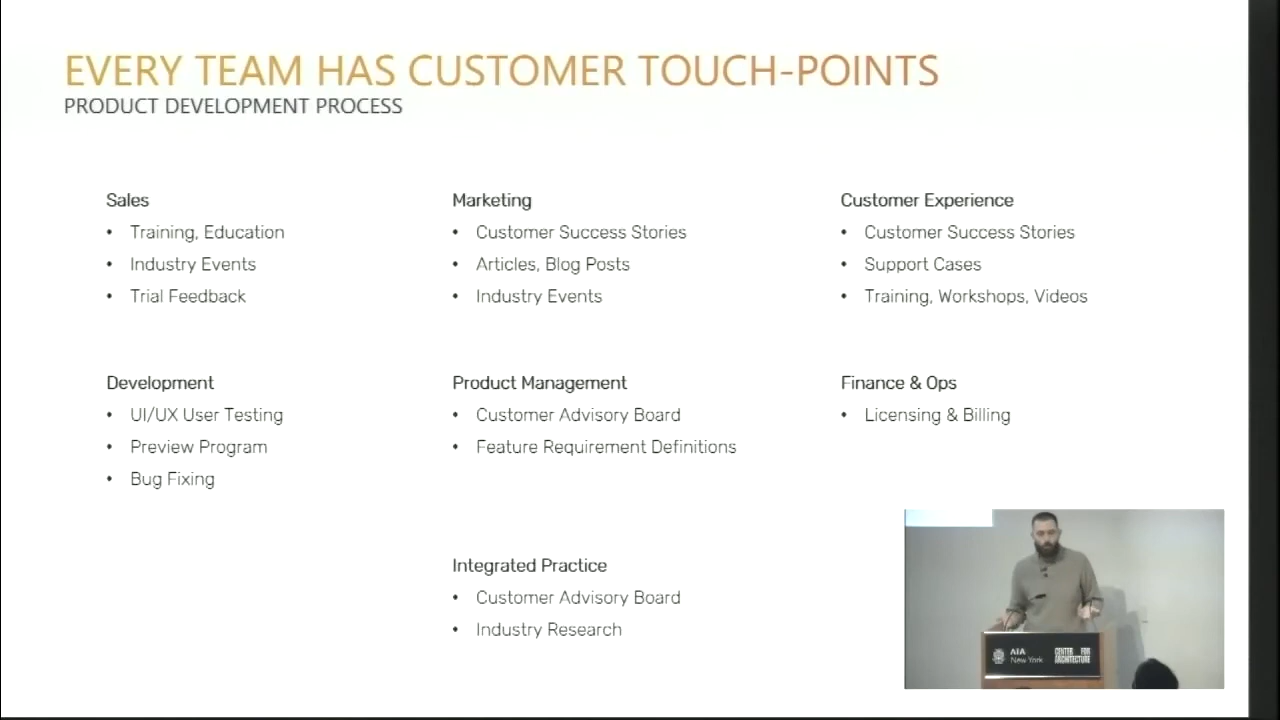 EVERY TEAM HAS CUSTOMER TOUCH-POINTS
PRODUCT DEVELOPMENT PROCESS
Sales
• Training, Education
• Industry Events
• Trial Feedback
Marketing
• Customer Success Stories
• Articles, Blog Posts
• Industry Events
Customer Experience
• Customer Success Stories
• Support Cases
• Training, Workshops, Videos
Development
• UI/UX User Testing
• Preview Program
• Bug Fixing
Product Management
• Customer Advisory Board
• Feature Requirement Definitions
Finance & Ops
• Licensing & Billing
Integrated Practice
• Customer Advisory Board
• Industry Research
AIA
New York
CENTER FOR
ARCHITECTURE